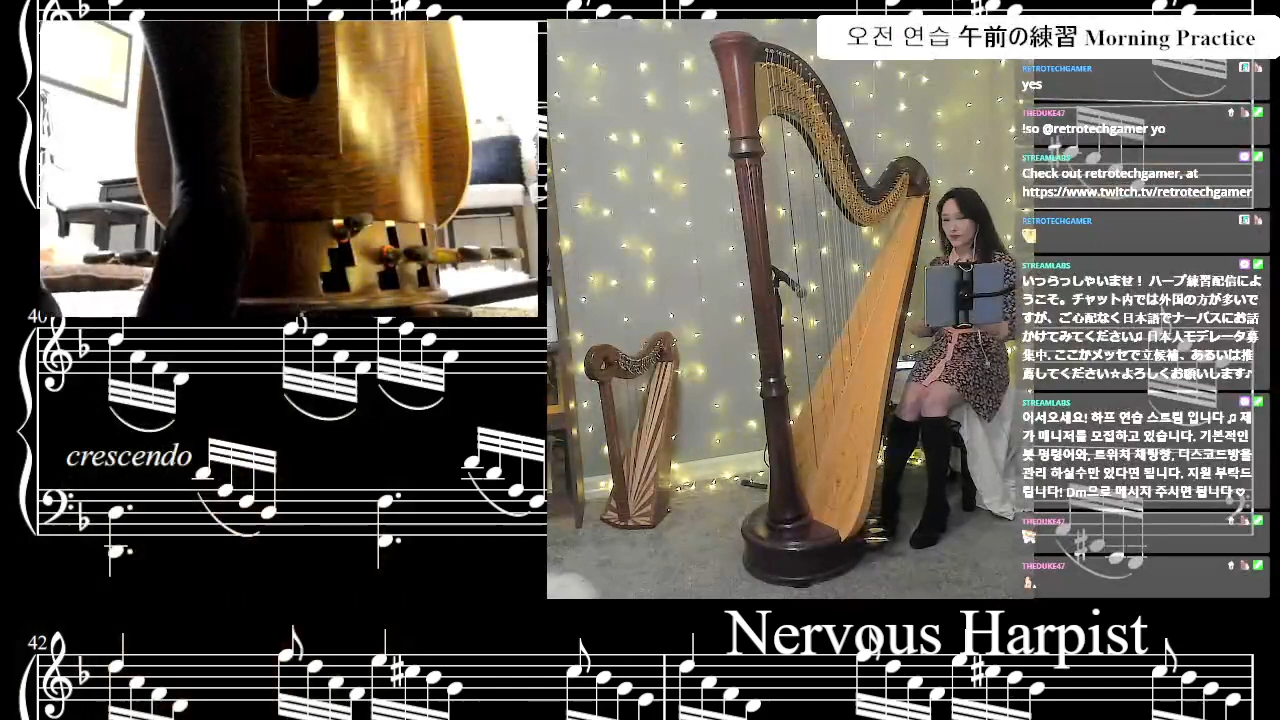 오전 연습 午前の練習 Morning Practice
RETROTECHGAMER
yes
THEDUKE47
!so @retrotechgamer yo
STREAMLABS
Check out retrotechgamer, at
https://www.twitch.tv/retrotechgamer
RETROTECHGAMER
STREAMLABS
いらっしゃいませ！ ハープ練習配信によ
うこそ。チャット内では外国の方が多いで
すが、ご心配なく日本語でナーバスにお話
かけてみてください♫ 日本人モデレータ募
集中。ここかメッセで立候補、あるいは推
薦してください☆よろしくお願いします♪
STREAMLABS
어서오세요! 하프 연습 스트림 입니다 ♫ 제
가 매니저를 모집하고 있습니다. 기본적인
봇 명령어와, 트위치 채팅창, 디스코드방을
관리 하실수만 있다면 됩니다. 지원 부탁드
립니다! Dm으로 메시지 주시면 됩니다 ♡
THEDUKE47
THEDUKE47
40
crescendo
Nervous Harpist
42